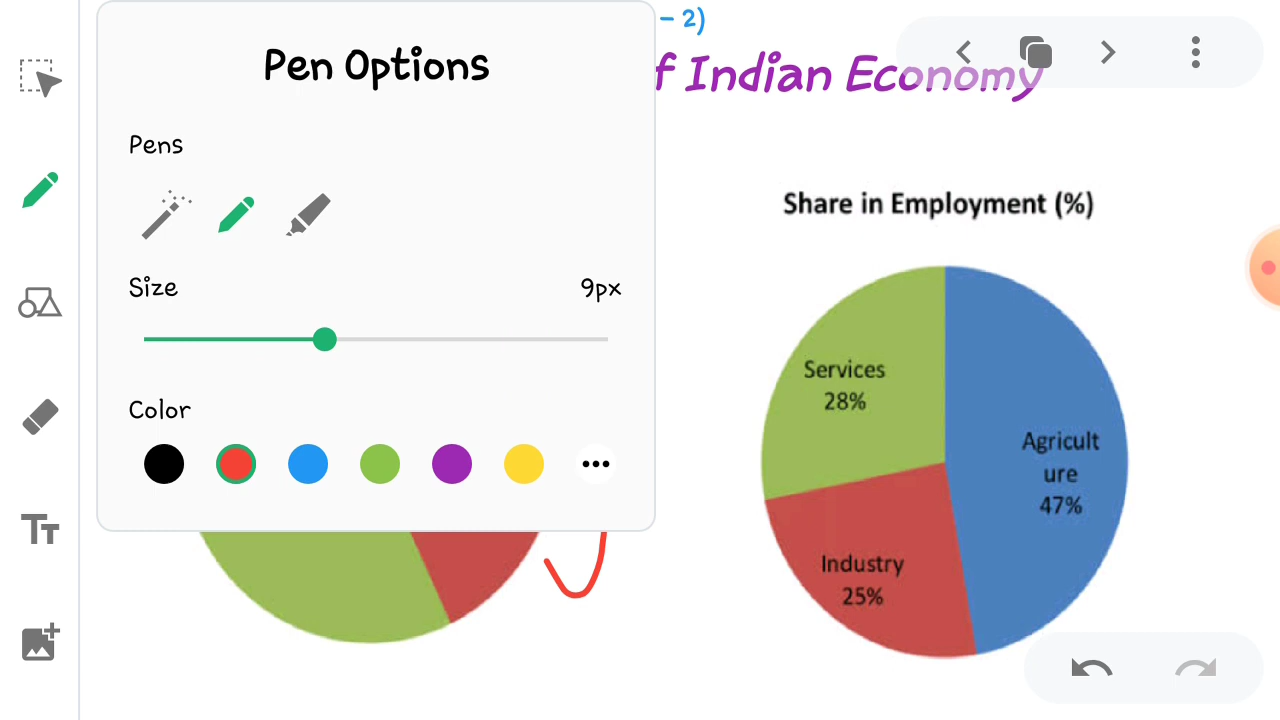 - 2)
Pen Options
f Indian Economy
Pens
Share in Employment (%)
Size
9px
Services
28%
Color
Agricult
ure
47%
Industry
25%
TT